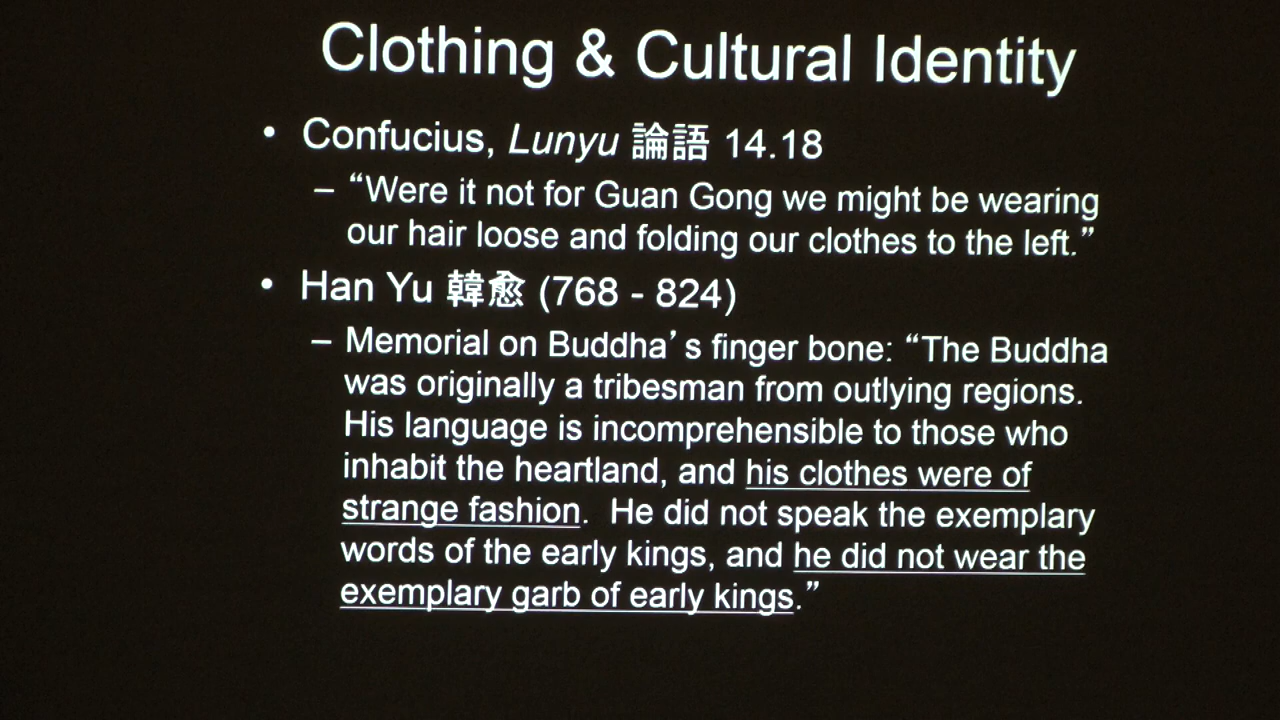 Clothing & Cultural Identity
• Confucius, Lunyu 論語 14.18
– “Were it not for Guan Gong we might be wearing
our hair loose and folding our clothes to the left.”
• Han Yu 韓愈 (768 - 824)
– Memorial on Buddha’s finger bone: “The Buddha
was originally a tribesman from outlying regions.
His language is incomprehensible to those who
inhabit the heartland, and his clothes were of
strange fashion. He did not speak the exemplary
words of the early kings, and he did not wear the
exemplary garb of early kings.”